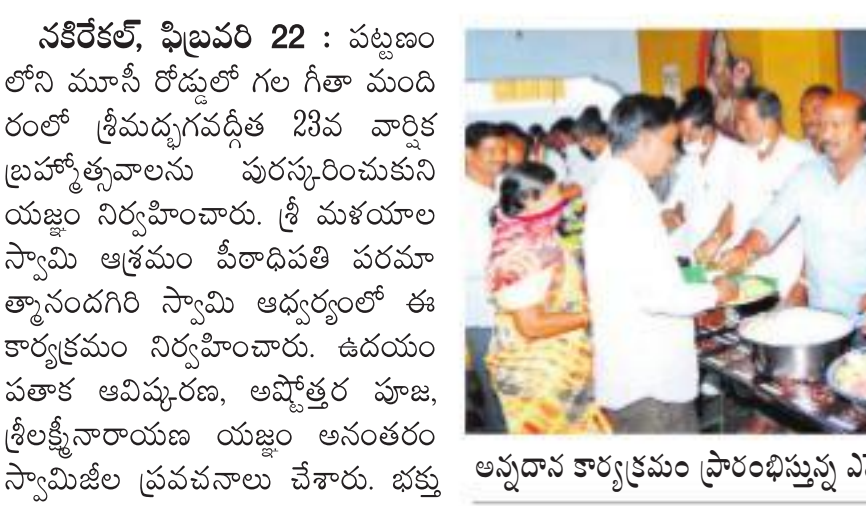 నకిరేకల్, ఫిబ్రవరి 22 : పట్టణం
లోని మూసీ రోడ్డులో గల గీతా మంది
రంలో శ్రీమద్భగవద్గీత 23వ వార్షిక
బ్రహ్మోత్సవాలను పురస్కరించుకుని
యజ్ఞం నిర్వహించారు. శ్రీ మళయాల
స్వామి ఆశ్రమం పీఠాధిపతి పరమా
త్మానందగిరి స్వామి ఆధ్వర్యంలో ఈ
కార్యక్రమం నిర్వహించారు. ఉదయం
పతాక ఆవిష్కరణ, అష్టోత్తర పూజ,
శ్రీలక్ష్మీనారాయణ యజ్ఞం అనంతరం
స్వామిజీల ప్రవచనాలు చేశారు. భక్తు
అన్నదాన కార్యక్రమం ప్రారంభిస్తున్న